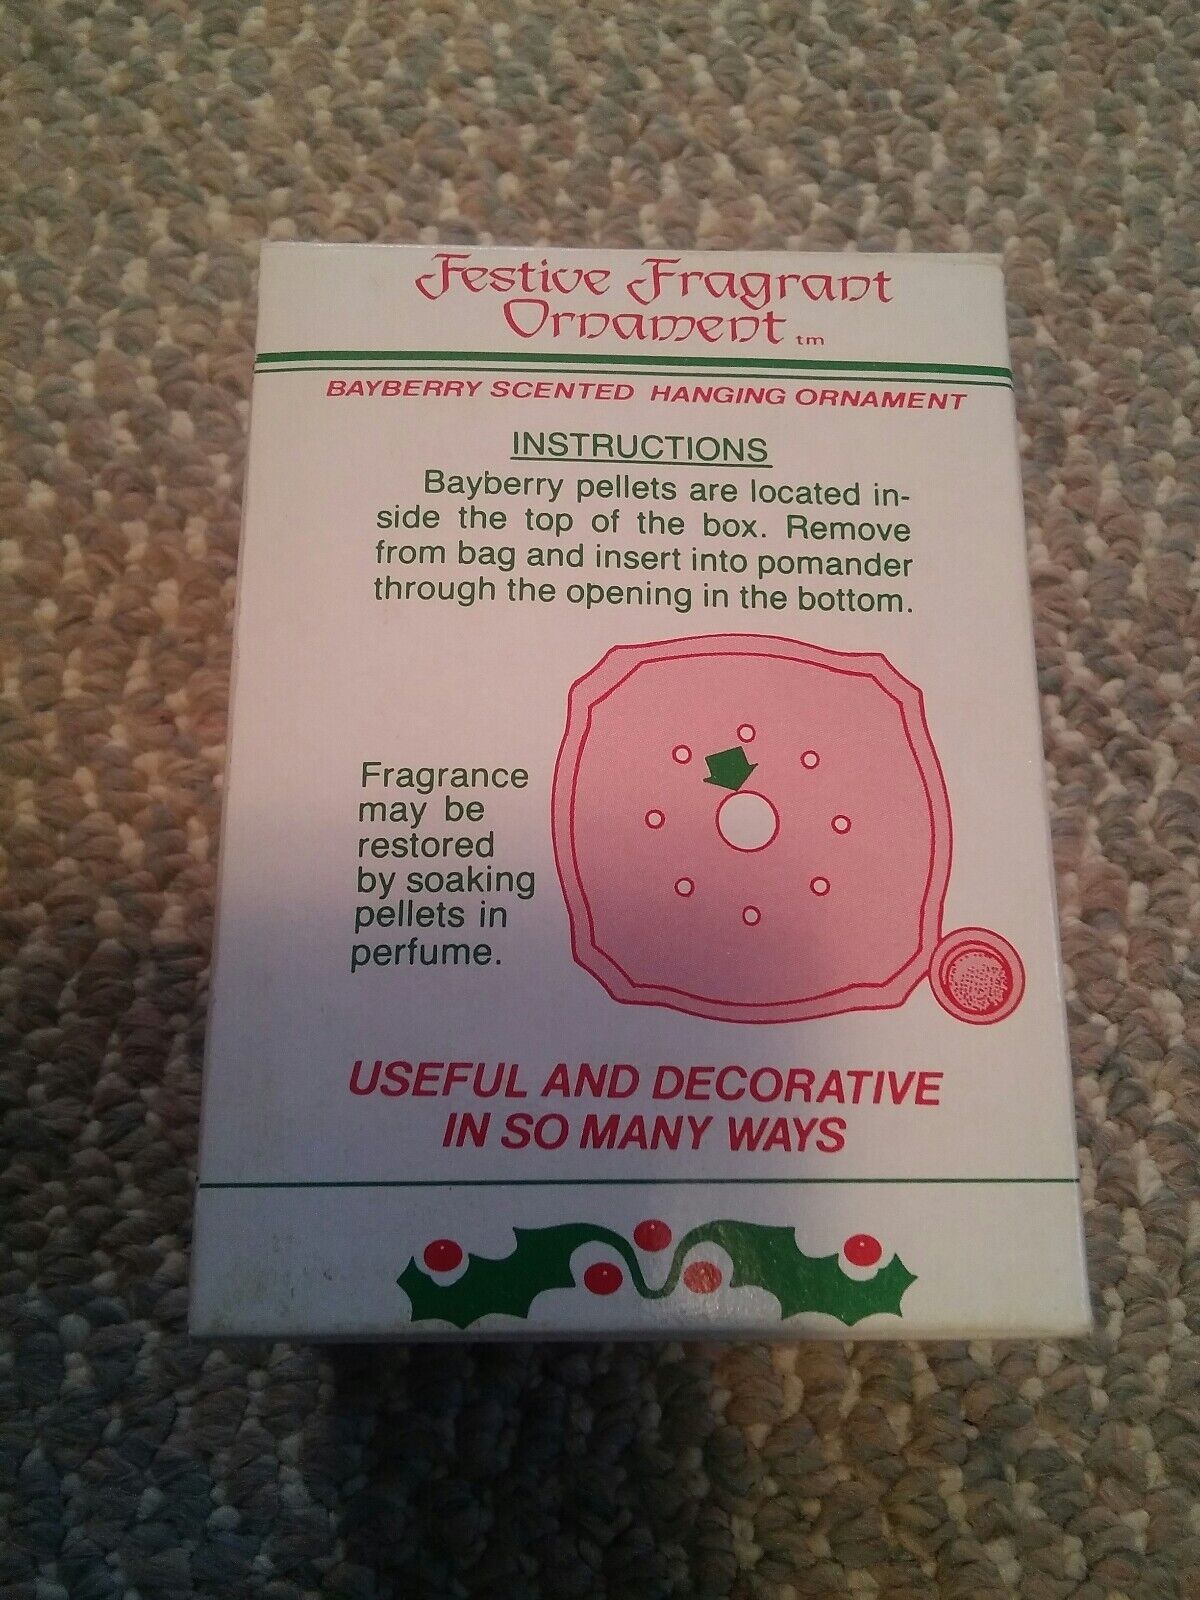 Festive Fragrant
Ornament tm
BAYBERRY SCENTED HANGING ORNAMENT
INSTRUCTIONS
Bayberry pellets are located in-
side the top of the box. Remove
from bag and insert into pomander
through the opening in the bottom.
Fragrance
may be
restored
by soaking
pellets in
perfume.
USEFUL AND DECORATIVE
IN SO MANY WAYS